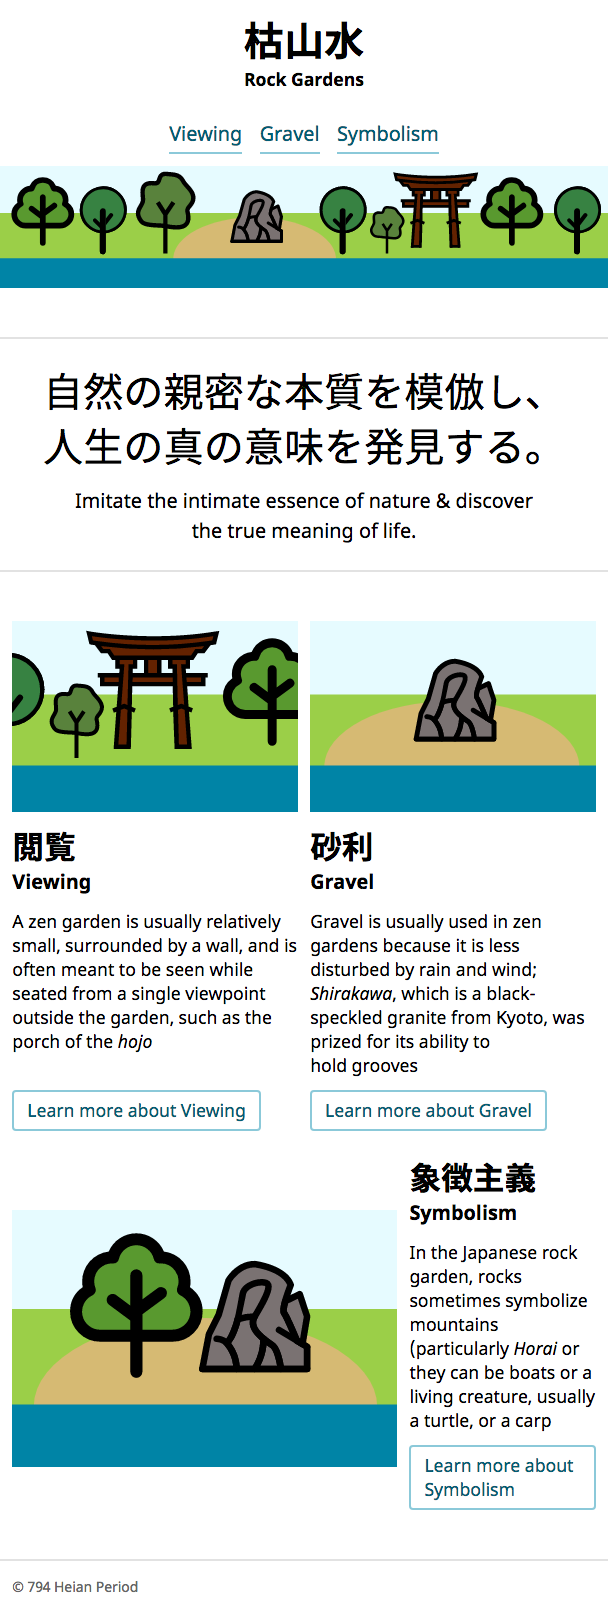 枯山水
Rock Gardens
Viewing Gravel Symbolism
自然の親密な本質を模倣し、
人生の真の意味を発見する。
Imitate the intimate essence of nature & discover
the true meaning of life.
閲覧
Viewing
A zen garden is usually relatively
small, surrounded by a wall, and is
often meant to be seen while
seated from a single viewpoint
outside the garden, such as the
porch of the hojo
Learn more about Viewing
砂利
Gravel
Gravel is usually used in zen
gardens because it is less
disturbed by rain and wind;
Shirakawa, which is a black-
speckled granite from Kyoto, was
prized for its ability to
hold grooves
Learn more about Gravel
象徴主義
Symbolism
In the Japanese rock
garden, rocks
sometimes symbolize
mountains
(particularly Horai or
they can be boats or a
living creature, usually
a turtle, or a carp
Learn more about
Symbolism
© 794 Heian Period